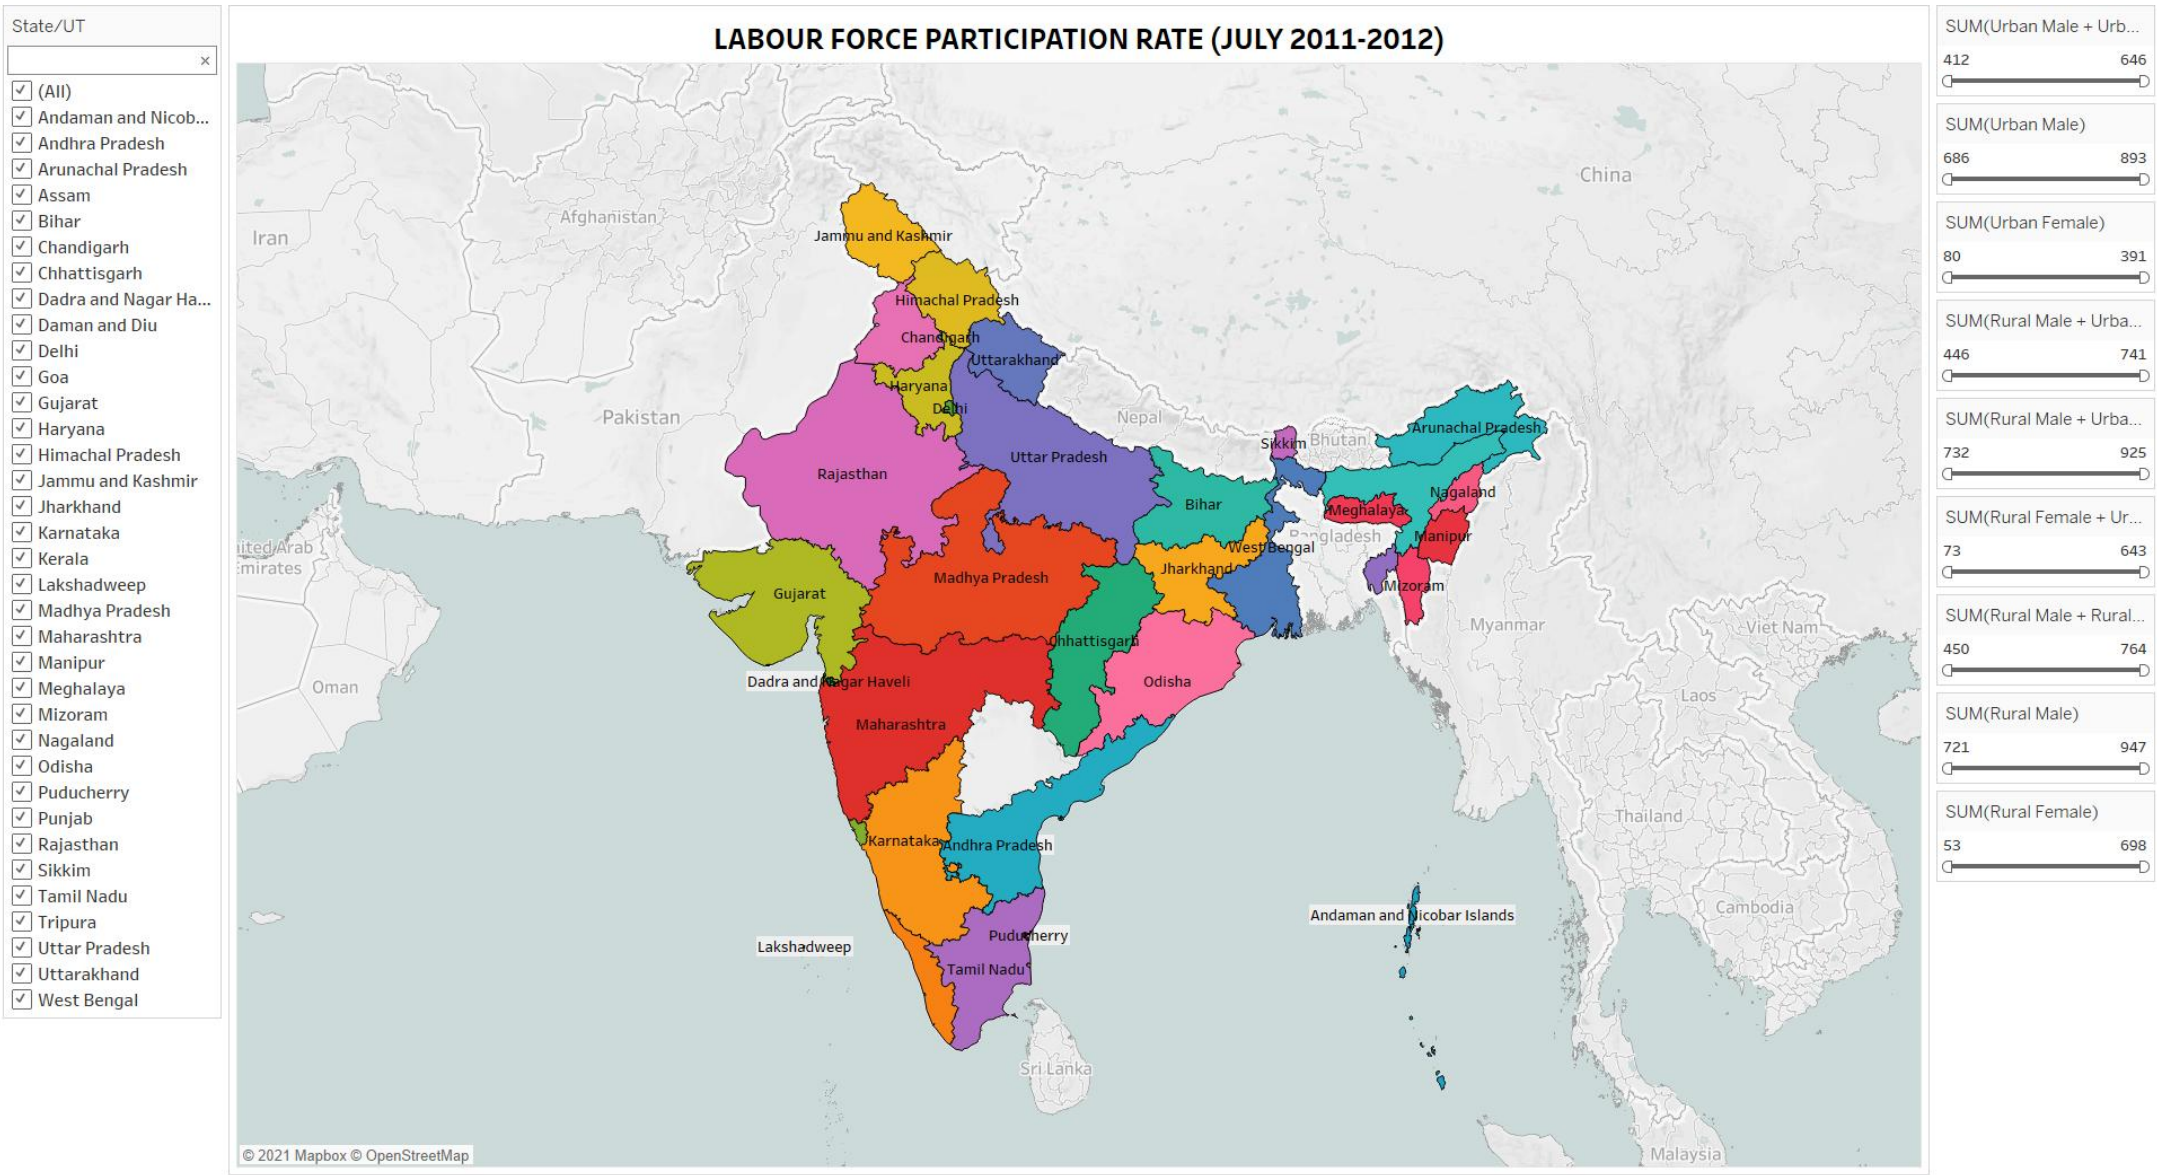 State/UT
×
(All)
Andaman and Nicob...
Andhra Pradesh
Arunachal Pradesh
Assam
Bihar
Chandigarh
Chhattisgarh
Dadra and Nagar Ha...
Daman and Diu
Delhi
Goa
Gujarat
Haryana
Himachal Pradesh
Jammu and Kashmir
Jharkhand
Karnataka
Kerala
Lakshadweep
Madhya Pradesh
Maharashtra
Manipur
Meghalaya
Mizoram
Nagaland
Odisha
Puducherry
Punjab
Rajasthan
Sikkim
Tamil Nadu
Tripura
Uttar Pradesh
Uttarakhand
West Bengal
LABOUR FORCE PARTICIPATION RATE (JULY 2011-2012)
China
Afghanistan
Iran
Jammu and Kashmir
Himachal Pradesh
Chandigarh
Uttarakhand
Haryana
Delhi
Pakistan
Nepal
Arunachal Pradesh
Sikkim
Bhutan
Uttar Pradesh
Rajasthan
Nagaland
Bihar
Meghalaya
Bangladesh
Manipur
West Bengal
ited Arab
Emirates
Jharkhand
Madhya Pradesh
Mizoram
Gujarat
Myanmar
Viet Nam
Chhattisgarh
Dadra and Nagar Haveli
Odisha
Oman
Laos
Maharashtra
Thailand
Karnataka
Andhra Pradesh
Cambodia
Andaman and Nicobar Islands
Puducherry
Lakshadweep
Tamil Nadu
Sri Lanka
Malaysia
© 2021 Mapbox © OpenStreetMap
SUM(Urban Male + Urb...
412 646
SUM(Urban Male)
686 893
SUM(Urban Female)
80 391
SUM(Rural Male + Urba...
446 741
SUM(Rural Male + Urba...
732 925
SUM(Rural Female + Ur...
73 643
SUM(Rural Male + Rural...
450 764
SUM(Rural Male)
721 947
SUM(Rural Female)
53 698